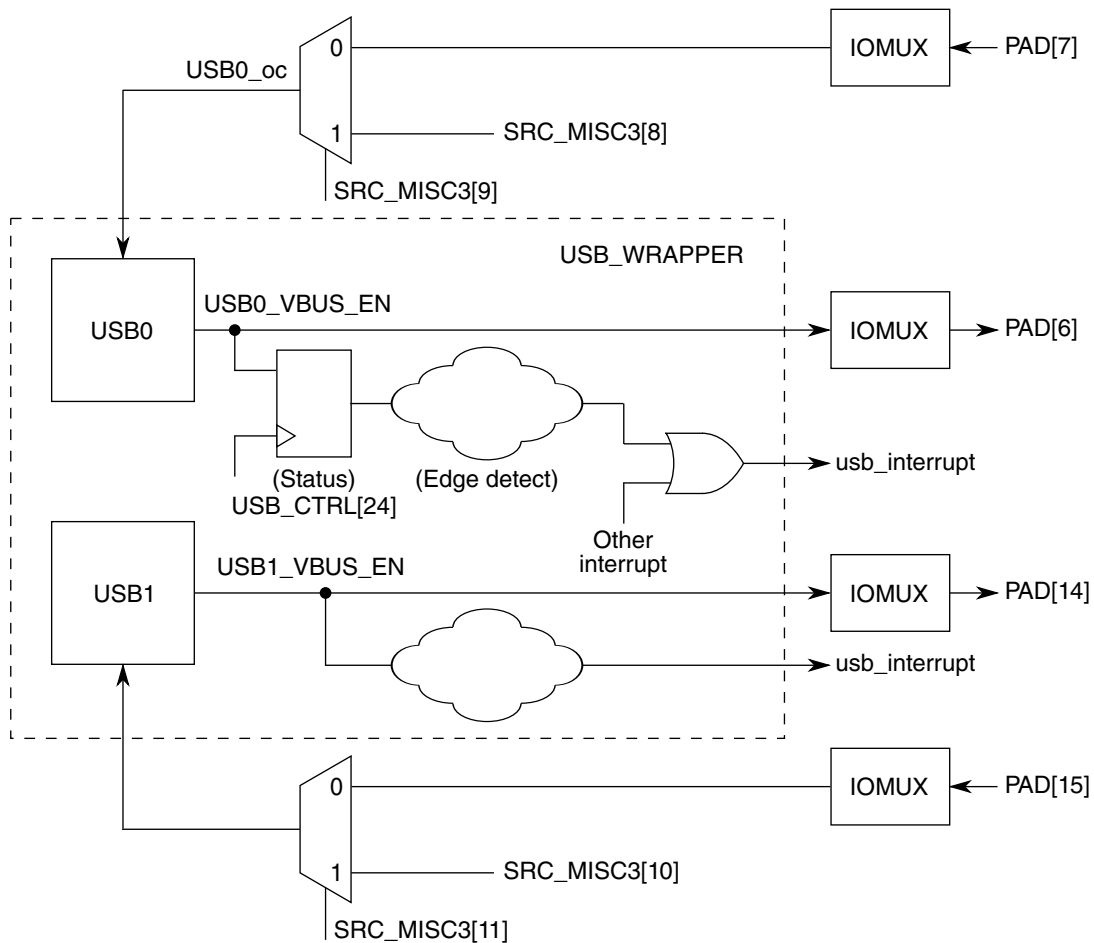 0
IOMUX
PAD[7]
USB0_oc
1
SRC_MISC3[8]
SRC_MISC3[9]
USB_WRAPPER
USB0
USB0_VBUS_EN
IOMUX
PAD[6]
(Status)
(Edge detect)
usb_interrupt
USB_CTRL[24]
Other
interrupt
USB1
USB1_VBUS_EN
IOMUX
PAD[14]
usb_interrupt
0
IOMUX
PAD[15]
1
SRC_MISC3[10]
SRC_MISC3[11]